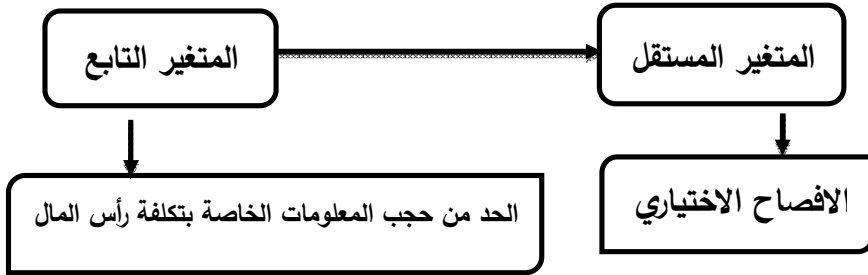 المتغير المستقل
المتغير التابع
الافصاح الاختياري
الحد من حجب المعلومات الخاصة بتكلفة رأس المال